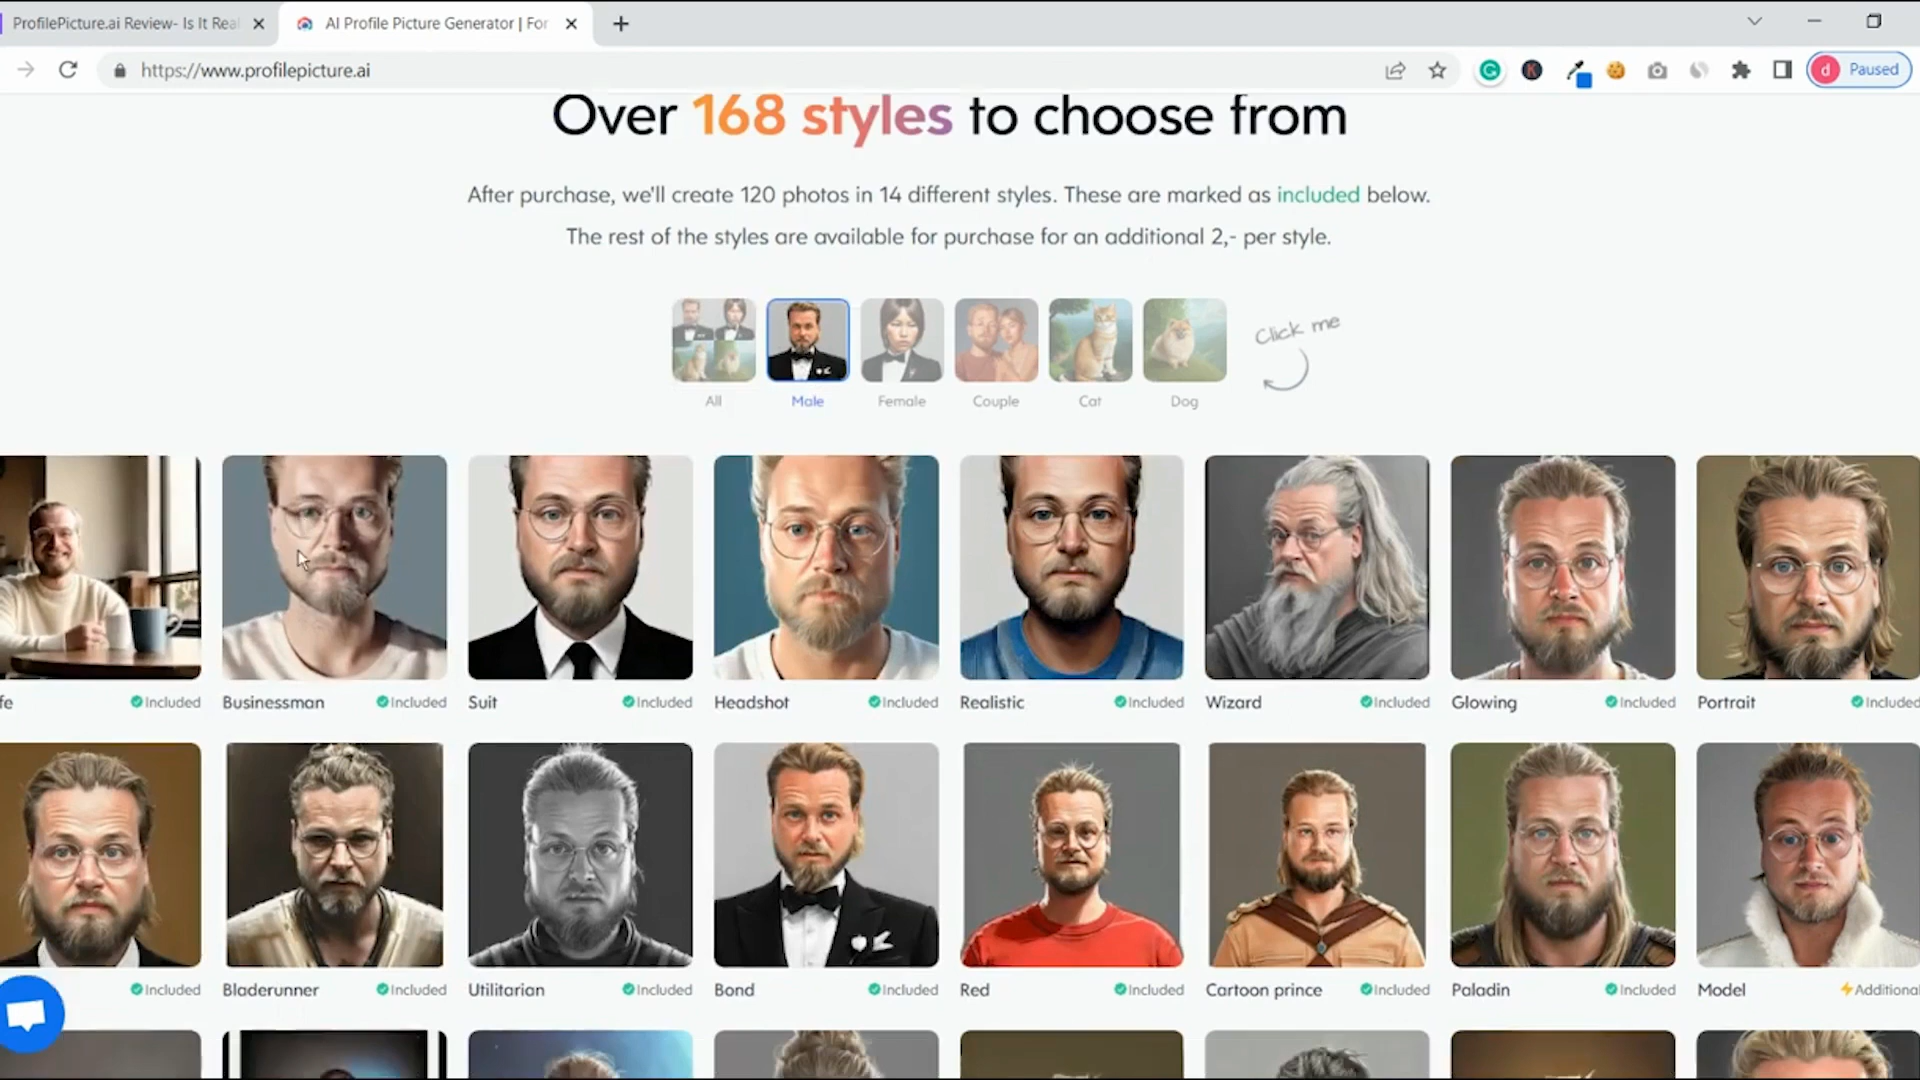 ProfilePicture.ai Review- Is It Real
AI Profile Picture Generator | For
https://www.profilepicture.ai
d Paused
Over 168 styles to choose from
After purchase, we'll create 120 photos in 14 different styles. These are marked as included below.
The rest of the styles are available for purchase for an additional 2,- per style.
Click me
All Male Female Couple Cat Dog
fe Included Businessman Included Suit Included Headshot Included Realistic Included Wizard Included Glowing Included Portrait Included
Included Bladerunner Included Utilitarian Included Bond Included Red Included Cartoon prince Included Paladin Included Model Additional